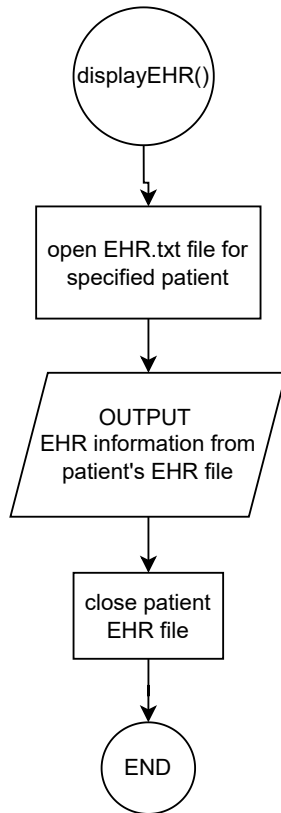 displayEHR()
open EHR.txt file for
specified patient
OUTPUT
EHR information from
patient's EHR file
close patient
EHR file
END